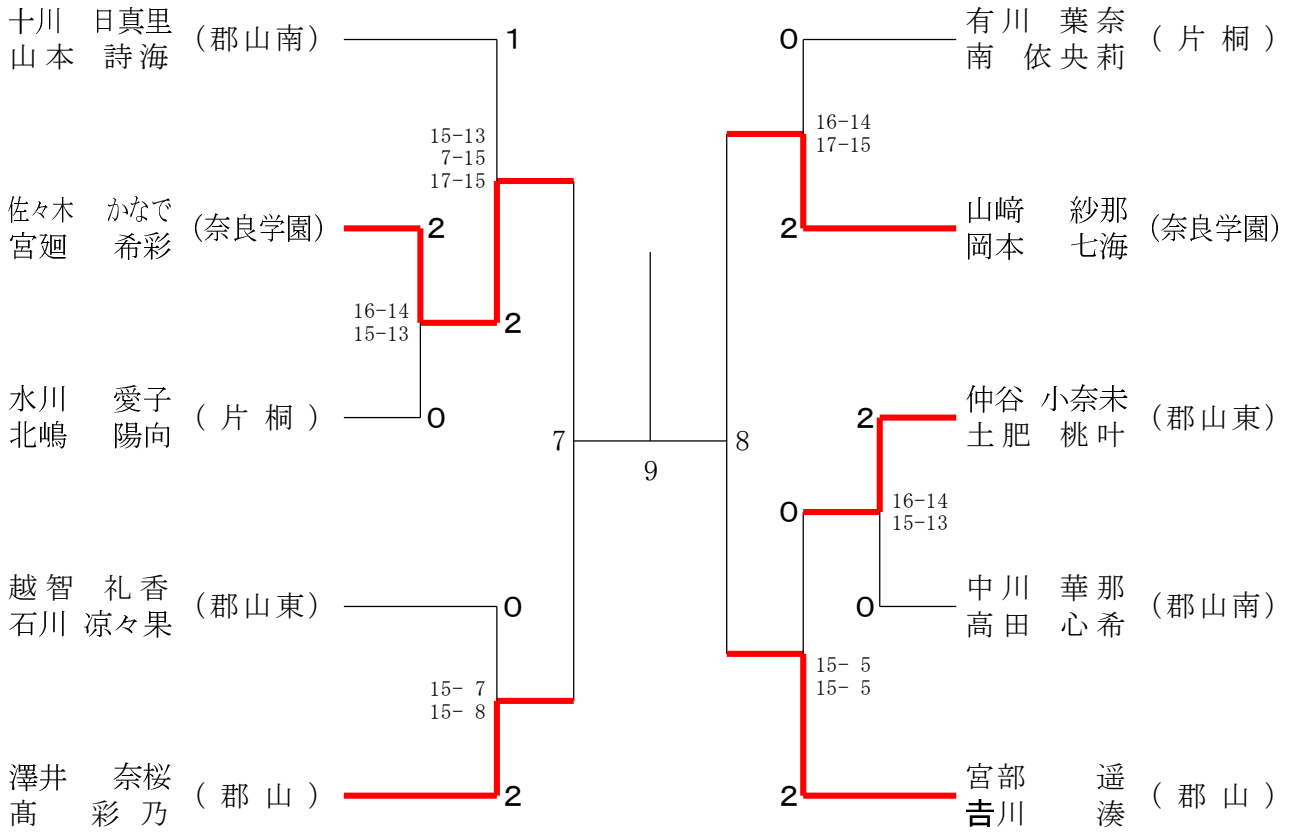 十川 日真里
山本 詩海
(郡山南)
1
15-13
7-15
17-15
佐々木 かなで
宮廻 希彩
(奈良学園)
2
16-14
15-13
2
水川 愛子
北嶋 陽向
(片桐)
0
7
越智 礼香
石川 凉々果
(郡山東)
0
15- 7
15- 8
澤井 奈桜
髙 彩乃
(郡山)
2
9
有川 葉奈
南 依央莉
(片桐)
0
16-14
17-15
山﨑 紗那
岡本 七海
(奈良学園)
2
8
仲谷 小奈未
土肥 桃叶
(郡山東)
2
0
16-14
15-13
中川 華那
高田 心希
(郡山南)
0
15- 5
15- 5
宮部 遥
𠮷川 湊
(郡山)
2